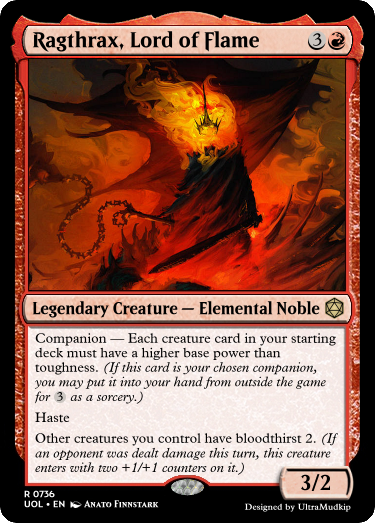 Ragthrax, Lord of Flame 3
Legendary Creature — Elemental Noble
Companion — Each creature card in your starting
deck must have a higher base power than
toughness. (If this card is your chosen companion,
you may put it into your hand from outside the game
for 3 as a sorcery.)
Haste
Other creatures you control have bloodthirst 2. (If
an opponent was dealt damage this turn, this creature
enters with two +1/+1 counters on it.)
3/2
R 0736
UOL • EN Anato Finnstark
Designed by UltraMudkip